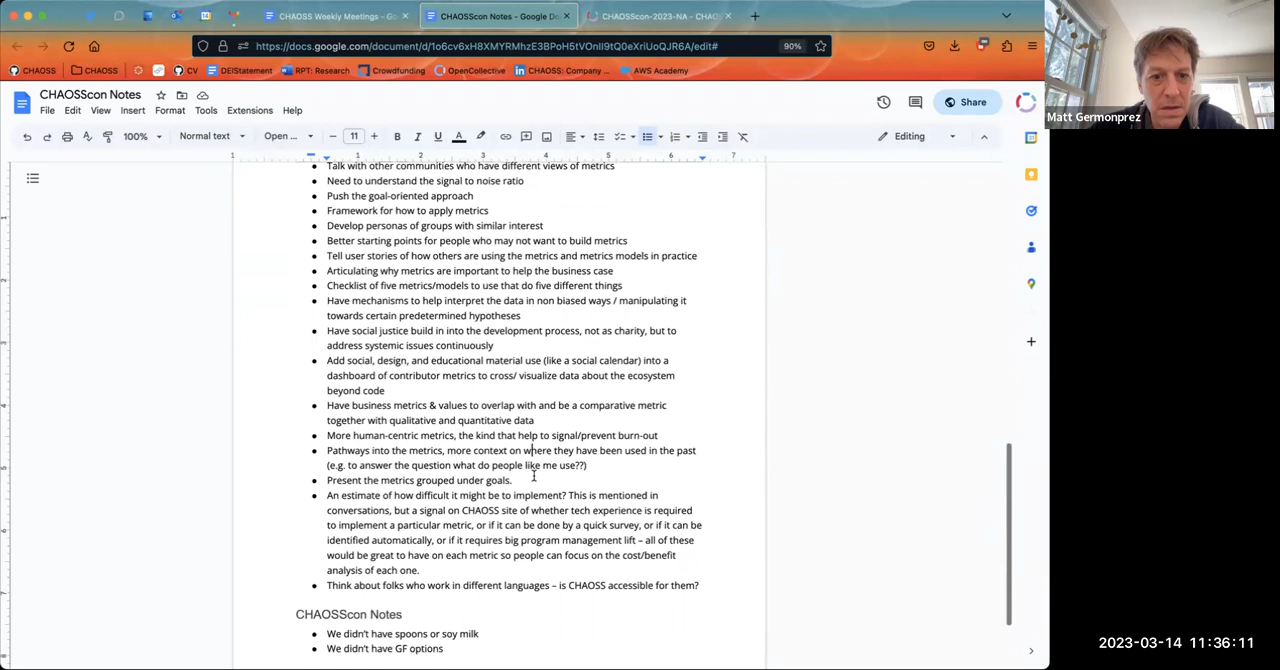 CHAOSS Weekly Meetings - Go
CHAOSScon Notes - Google Do
CHAOSScon-2023-NA - CHAO
https://docs.google.com/document/d/1o6cv6xH8XMYRMhzE3BPoH5tVOnII9tQ0eXriUoQJR6A/edit#
90%
CHAOSS
CHAOSS
CV
DEIStatement
RPT: Research
Crowdfunding
OpenCollective
CHAOSS: Company ...
AWS Academy
CHAOSScon Notes
File Edit View Insert Format Tools Extensions Help
Share
100% Normal text Open ... 11 Editing
1 1 2 3 4 5 6 7
Talk with other communities who have different views of metrics
Need to understand the signal to noise ratio
Push the goal-oriented approach
Framework for how to apply metrics
Develop personas of groups with similar interest
Better starting points for people who may not want to build metrics
Tell user stories of how others are using the metrics and metrics models in practice
Articulating why metrics are important to help the business case
Checklist of five metrics/models to use that do five different things
Have mechanisms to help interpret the data in non biased ways / manipulating it
towards certain predetermined hypotheses
Have social justice build in into the development process, not as charity, but to
address systemic issues continuously
Add social, design, and educational material use (like a social calendar) into a
dashboard of contributor metrics to cross/ visualize data about the ecosystem
beyond code
Have business metrics & values to overlap with and be a comparative metric
together with qualitative and quantitative data
More human-centric metrics, the kind that help to signal/prevent burn-out
Pathways into the metrics, more context on where they have been used in the past
(e.g. to answer the question what do people like me use??)
Present the metrics grouped under goals.
An estimate of how difficult it might be to implement? This is mentioned in
conversations, but a signal on CHAOSS site of whether tech experience is required
to implement a particular metric, or if it can be done by a quick survey, or if it can be
identified automatically, or if it requires big program management lift – all of these
would be great to have on each metric so people can focus on the cost/benefit
analysis of each one.
Think about folks who work in different languages – is CHAOSS accessible for them?
CHAOSScon Notes
We didn't have spoons or soy milk
We didn't have GF options
Matt Germonprez
2023-03-14 11:36:11